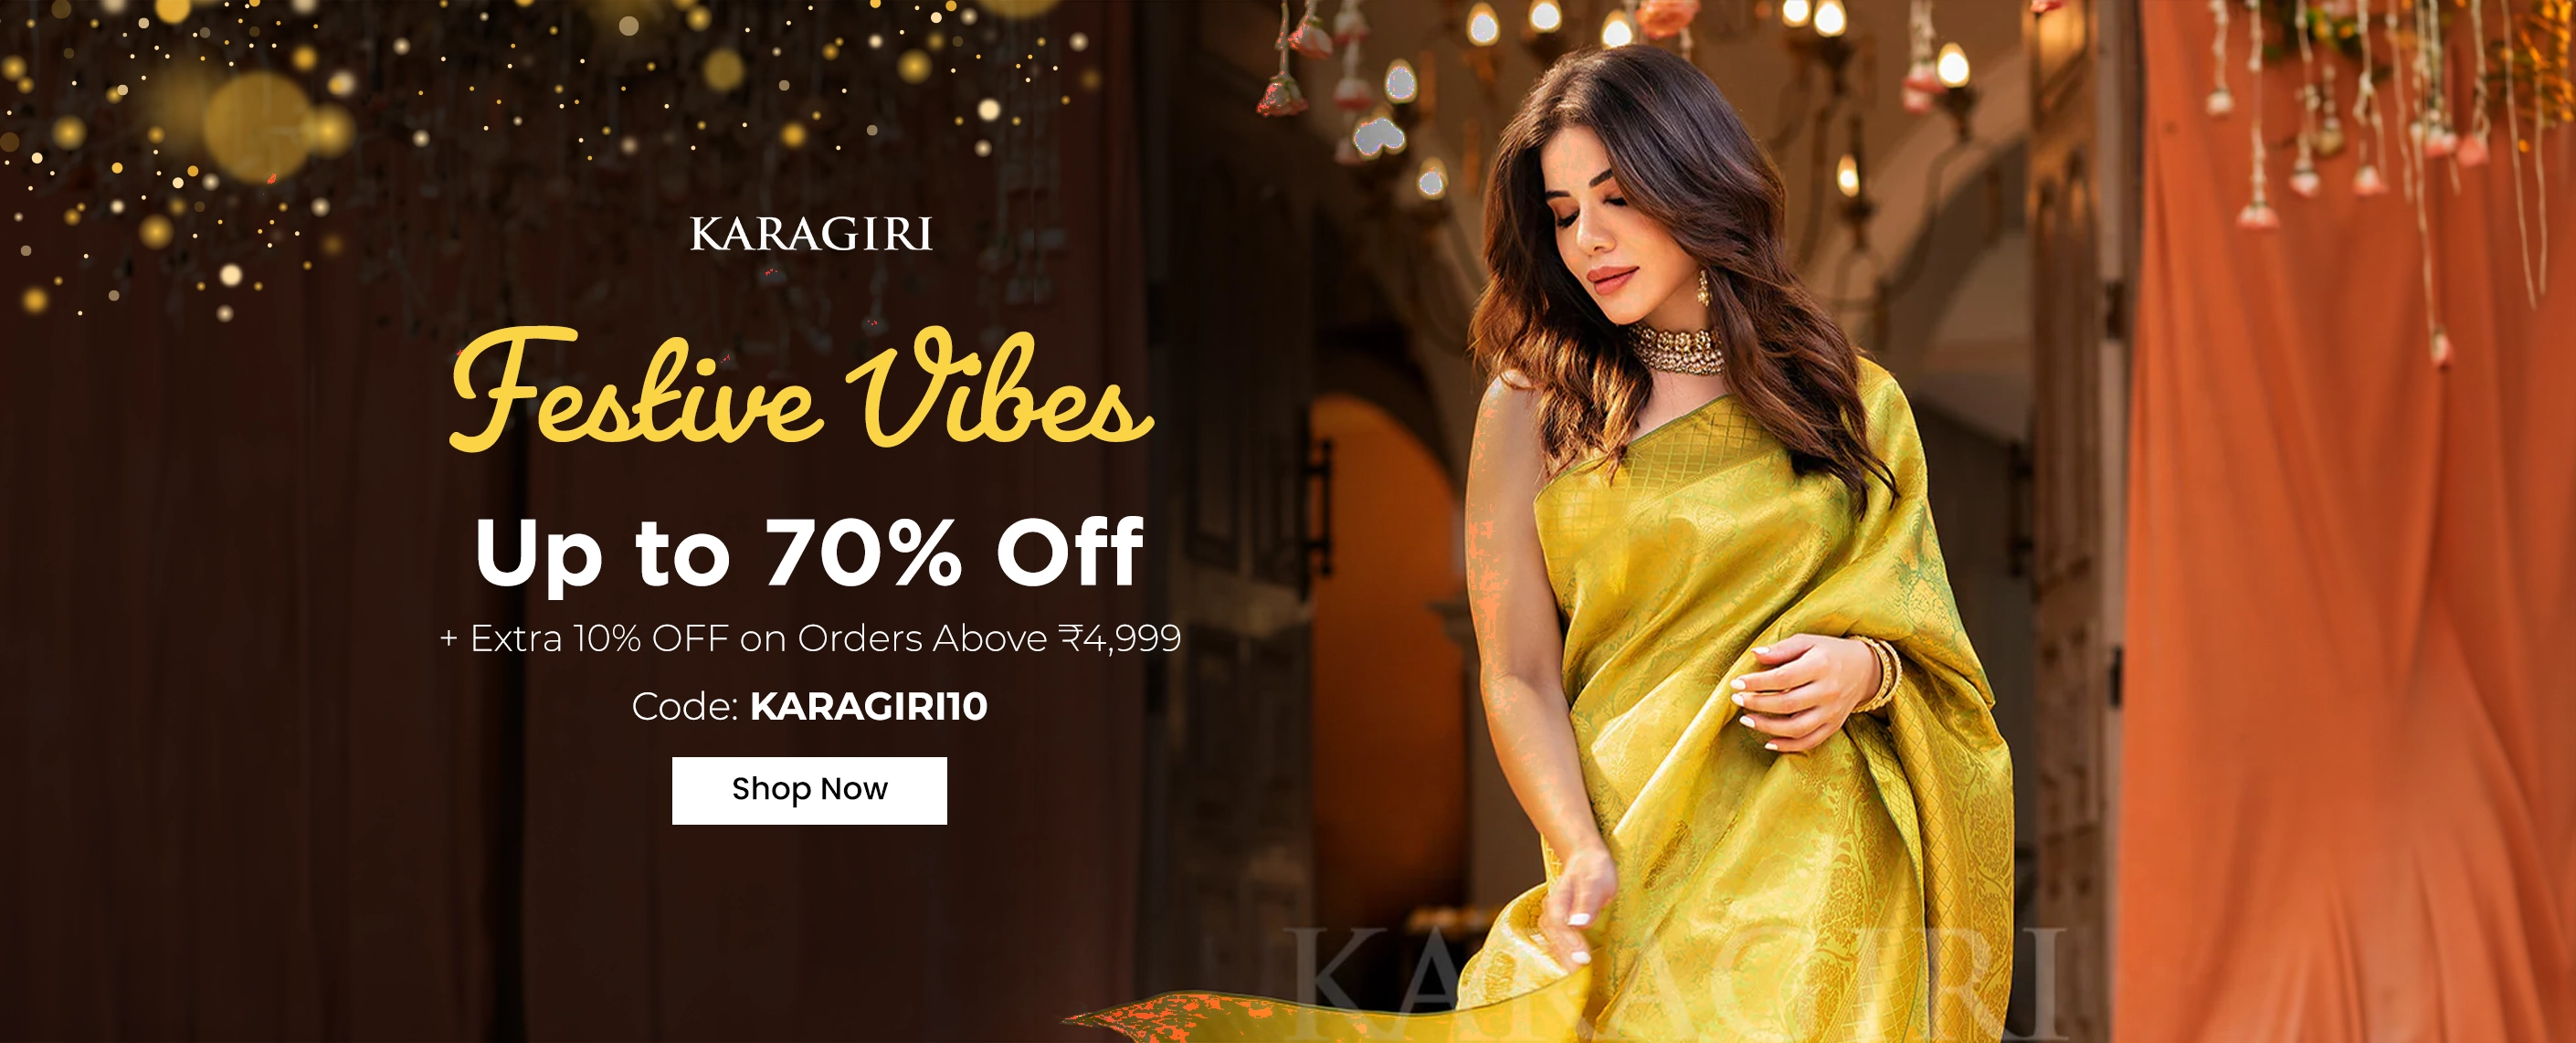 KARAGIRI
Festive Vibes
Up to 70% Off
+ Extra 10% OFF on Orders Above ₹4,999
Code: KARAGIRI10
Shop Now
KARAGIRI